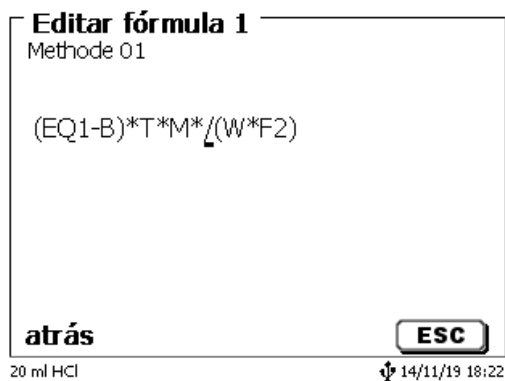 Editar fórmula 1
Methode 01
(EQ1-B)*T*M*/(W*F2)
atrás ESC
20 ml HCl 14/11/19 18:22